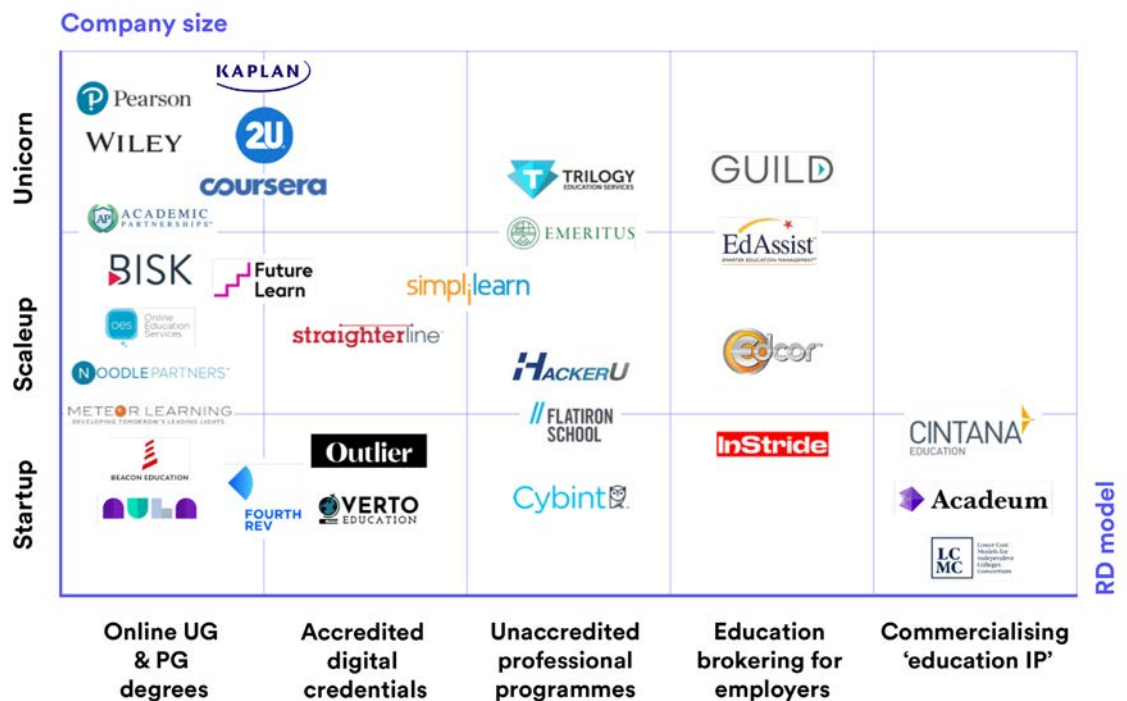 Company size
Unicorn
Scaleup
Startup
KAPLAN
Pearson
WILEY
2U
coursera
T TRILOGY
EDUCATION SERVICES
GUILD
AP ACADEMIC
PARTNERSHIPS
EMERITUS
EdAssist
SMARTER EDUCATION MANAGEMENT
BISK
Future
Learn
simplilearn
oes Online
Education
Services
straighterline
Edcor
NOODLEPARTNERS
HACKERU
METEOR LEARNING
DEVELOPING TOMORROW'S LEADING LIGHTS
// FLATIRON
SCHOOL
CINTANA
EDUCATION
Outlier
InStride
BEACON EDUCATION
AULA
FOURTH
REV
VERTO
EDUCATION
Cybint
Acadeum
LC
MC
Lower Cost
Models for
Independent
Colleges
Consortium
RD model
Online UG
& PG
degrees
Accredited
digital
credentials
Unaccredited
professional
programmes
Education
brokering for
employers
Commercialising
‘education IP’